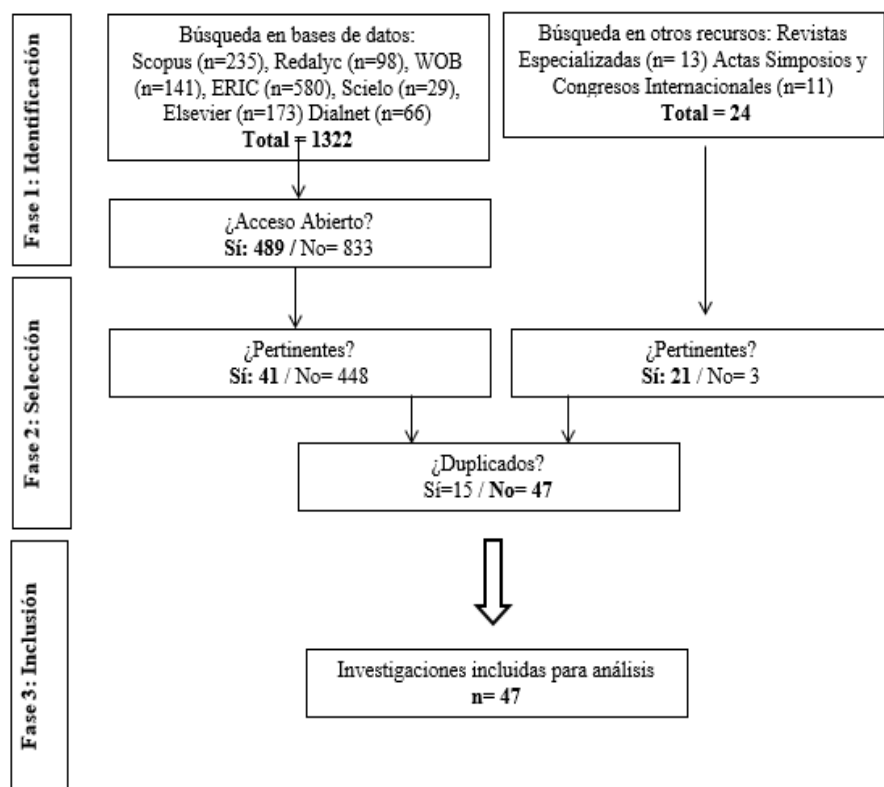 Fase 1: Identificación
Búsqueda en bases de datos:
Scopus (n=235), Redalyc (n=98), WOB
(n=141), ERIC (n=580), Scielo (n=29),
Elsevier (n=173) Dialnet (n=66)
Total = 1322
Búsqueda en otros recursos: Revistas
Especializadas (n= 13) Actas Simposios y
Congresos Internacionales (n=11)
Total = 24
¿Acceso Abierto?
Sí: 489 / No= 833
Fase 2: Selección
¿Pertinentes?
Sí: 41 / No= 448
¿Pertinentes?
Sí: 21 / No= 3
¿Duplicados?
Sí=15 / No= 47
Fase 3: Inclusión
Investigaciones incluidas para análisis
n= 47